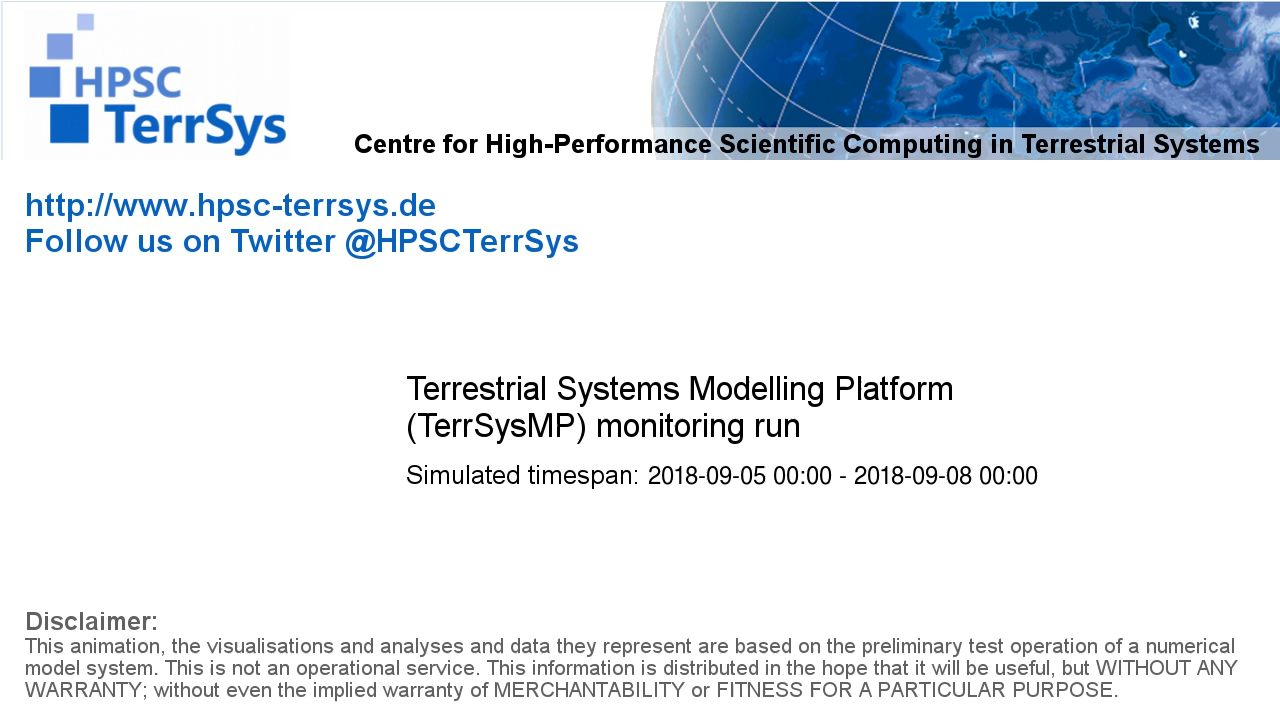 HPSC
TerrSys
Centre for High-Performance Scientific Computing in Terrestrial Systems
http://www.hpsc-terrsys.de
Follow us on Twitter @HPSCTerrSys
Terrestrial Systems Modelling Platform
(TerrSysMP) monitoring run
Simulated timespan: 2018-09-05 00:00 - 2018-09-08 00:00
Disclaimer:
This animation, the visualisations and analyses and data they represent are based on the preliminary test operation of a numerical
model system. This is not an operational service. This information is distributed in the hope that it will be useful, but WITHOUT ANY
WARRANTY; without even the implied warranty of MERCHANTABILITY or FITNESS FOR A PARTICULAR PURPOSE.